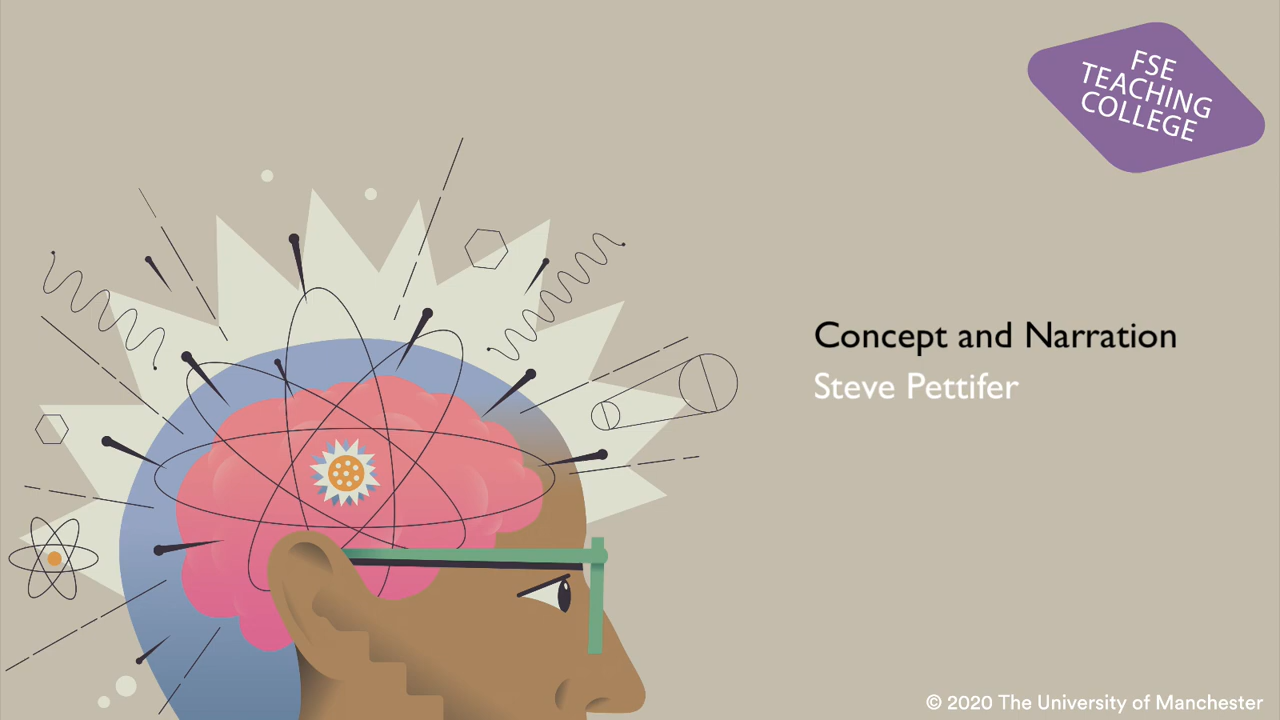 FSE
TEACHING
COLLEGE
Concept and Narration
Steve Pettifer
© 2020 The University of Manchester